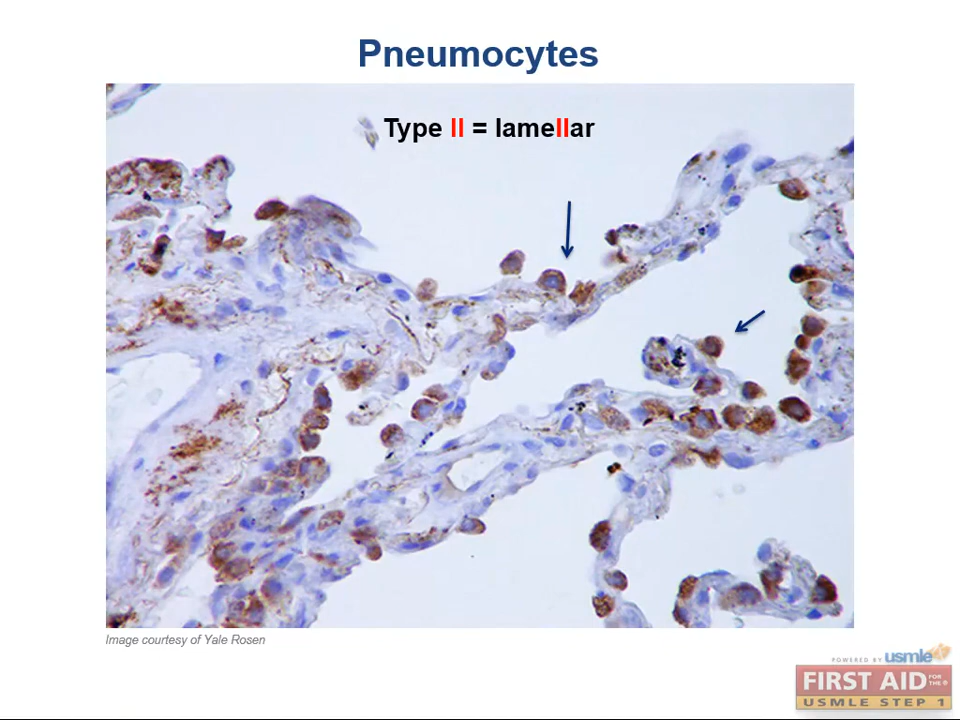 Pneumocytes
Type II = lamellar
Image courtesy of Yale Rosen
POWERED BY usmle
FIRST AID FOR THE®
USMLE STEP 1